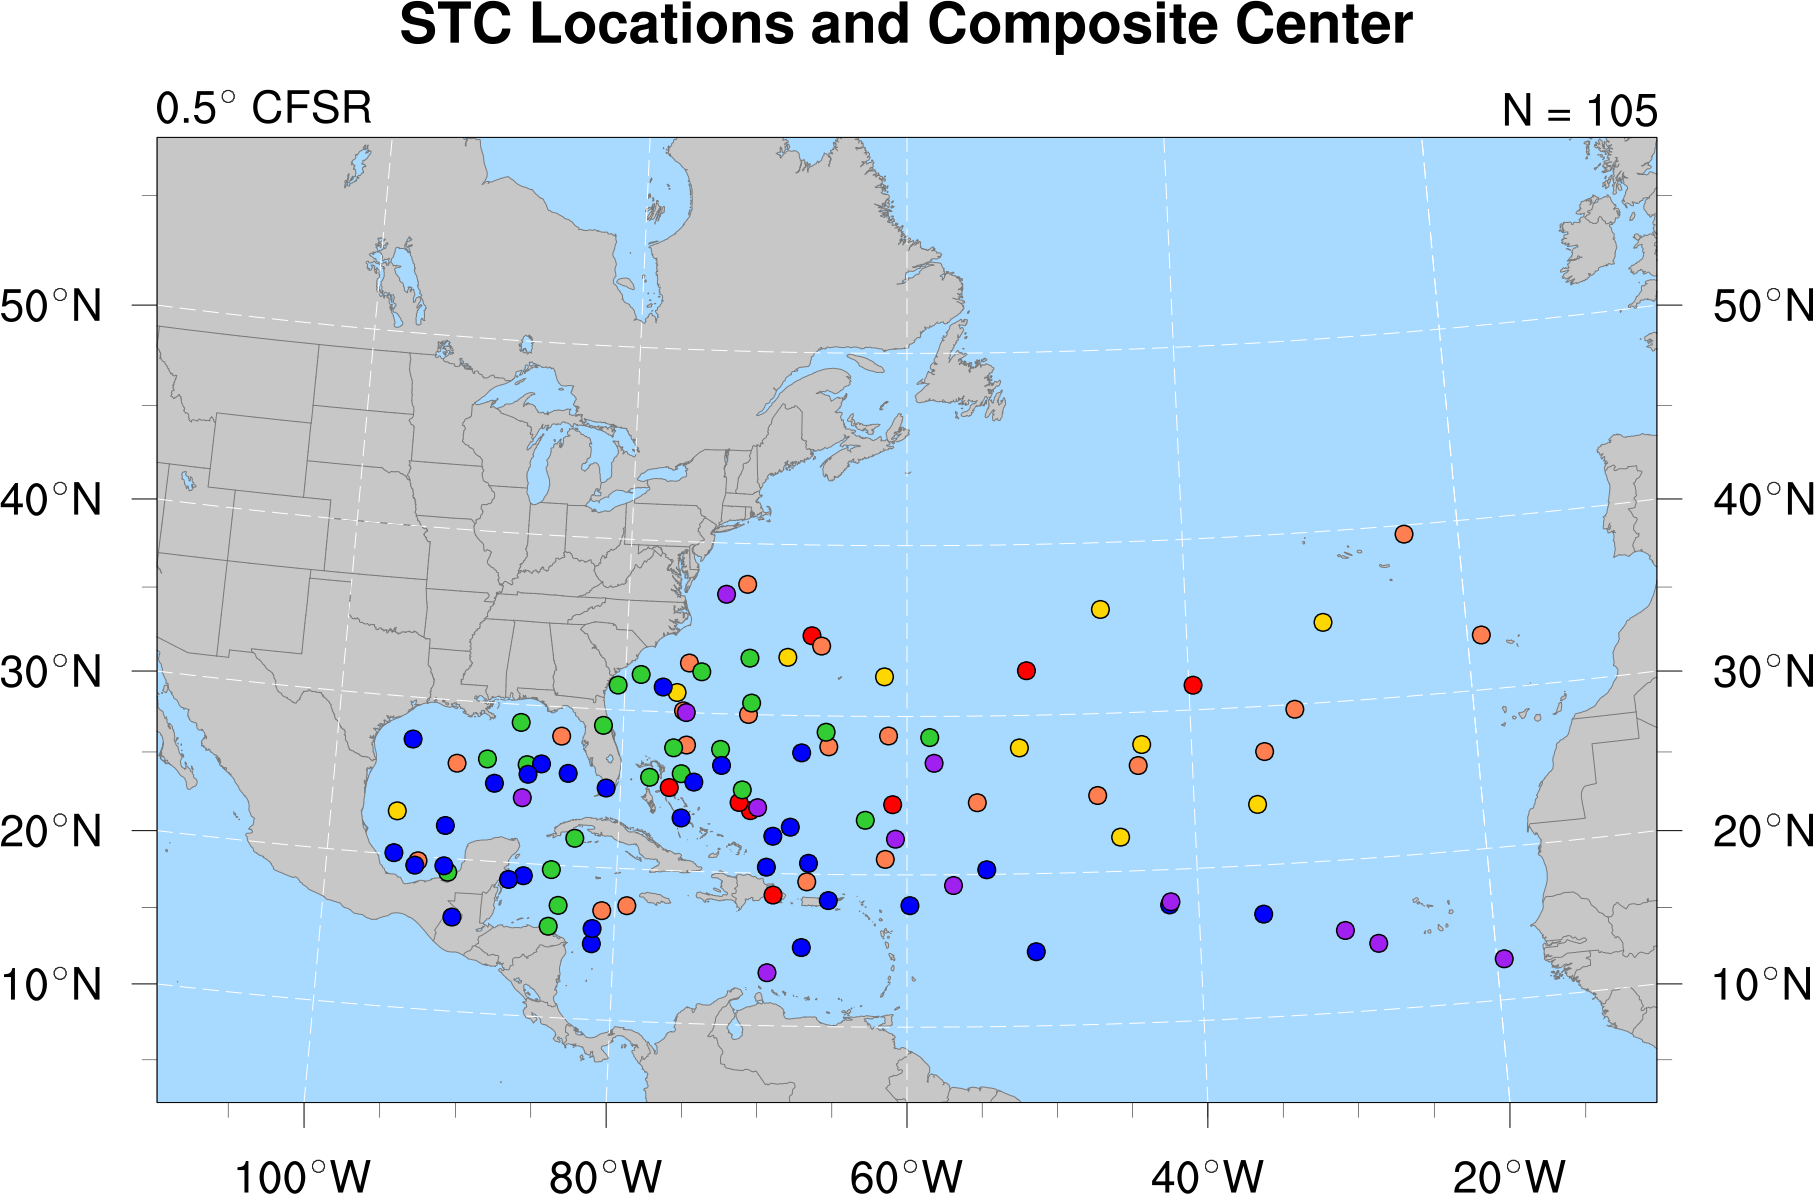 STC Locations and Composite Center
0.5° CFSR N = 105
50°N 50°N
40°N 40°N
30°N 30°N
20°N 20°N
10°N 10°N
100°W 80°W 60°W 40°W 20°W